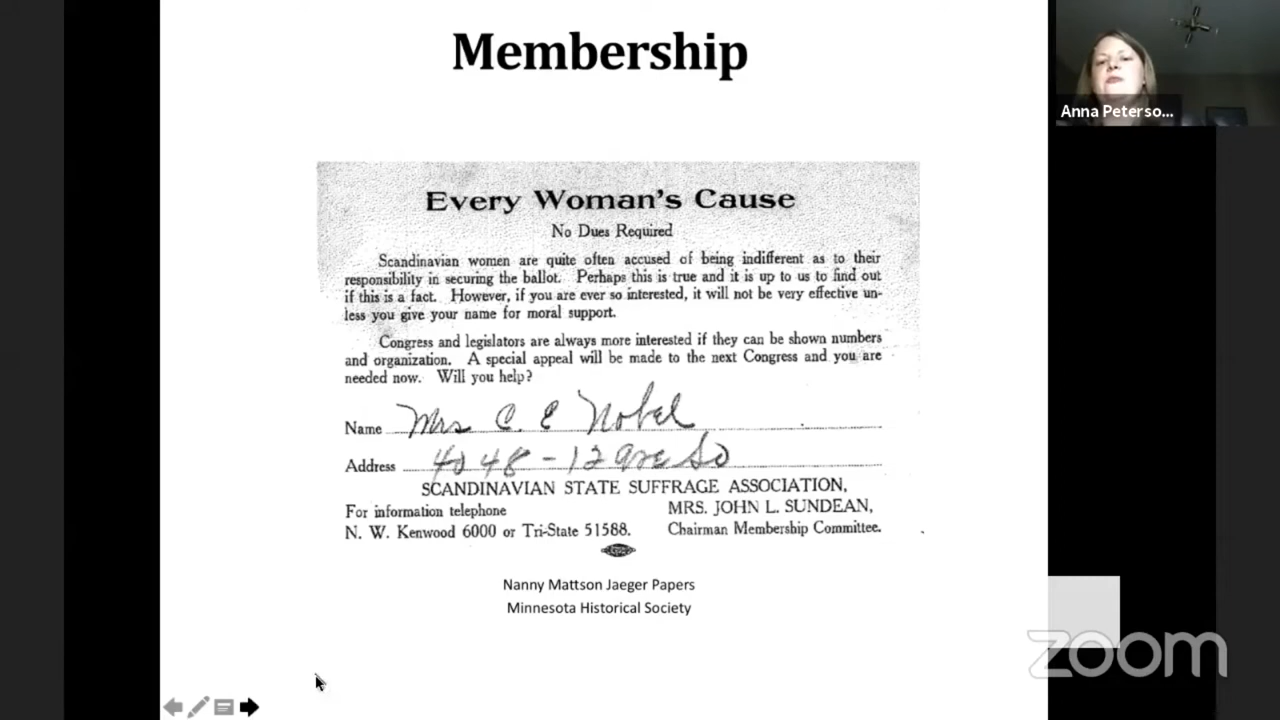 Membership
Anna Peterso...
Every Woman's Cause
No Dues Required
Scandinavian women are quite often accused of being indifferent as to their
responsibility in securing the ballot. Perhaps this is true and it is up to us to find out
if this is a fact. However, if you are ever so interested, it will not be very effective un-
less you give your name for moral support.
Congress and legislators are always more interested if they can be shown numbers
and organization. A special appeal will be made to the next Congress and you are
needed now. Will you help?
Name Mrs C. E Nobel
Address 4048-12 ave So
SCANDINAVIAN STATE SUFFRAGE ASSOCIATION,
For information telephone
N. W. Kenwood 6000 or Tri-State 51588.
MRS. JOHN L. SUNDEAN,
Chairman Membership Committee.
Nanny Mattson Jaeger Papers
Minnesota Historical Society
zoom